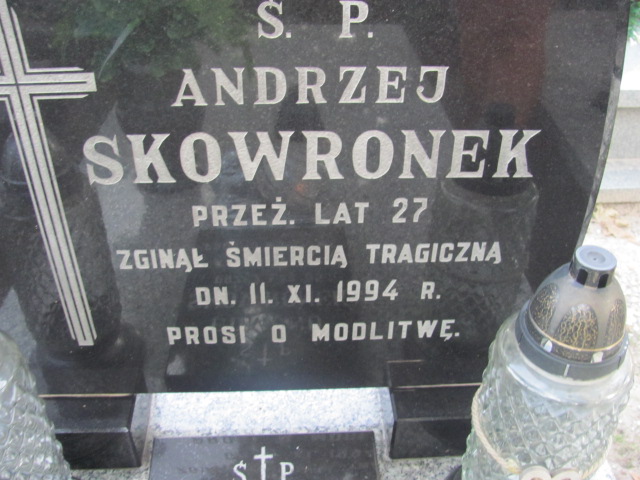 Ś. P.
ANDRZEJ
SKOWRONEK
PRZEŻ. LAT 27
ZGINĄŁ ŚMIERCIĄ TRAGICZNĄ
DN. 11. XI. 1994 R.
PROSI O MODLITWĘ.
Ś P